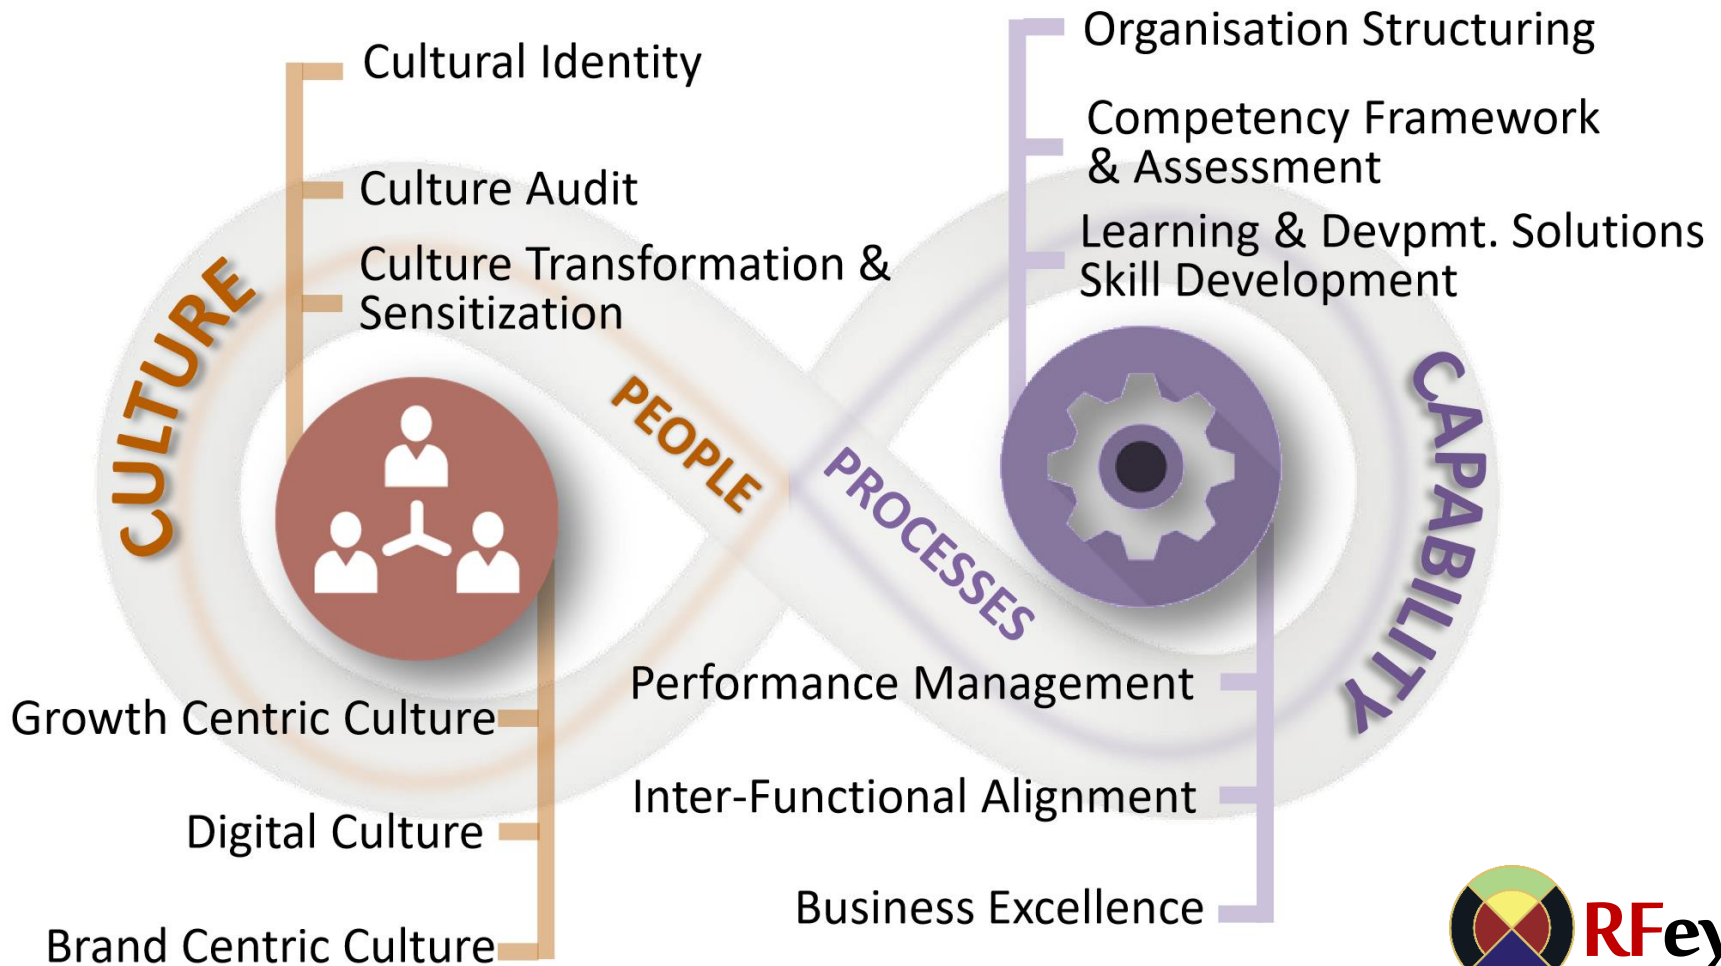 Cultural Identity
Culture Audit
Culture Transformation &
Sensitization
CULTURE
PEOPLE
Growth Centric Culture
Digital Culture
Brand Centric Culture
Organisation Structuring
Competency Framework
& Assessment
Learning & Devpmt. Solutions
Skill Development
PROCESSES
CAPABILITY
Performance Management
Inter-Functional Alignment
Business Excellence